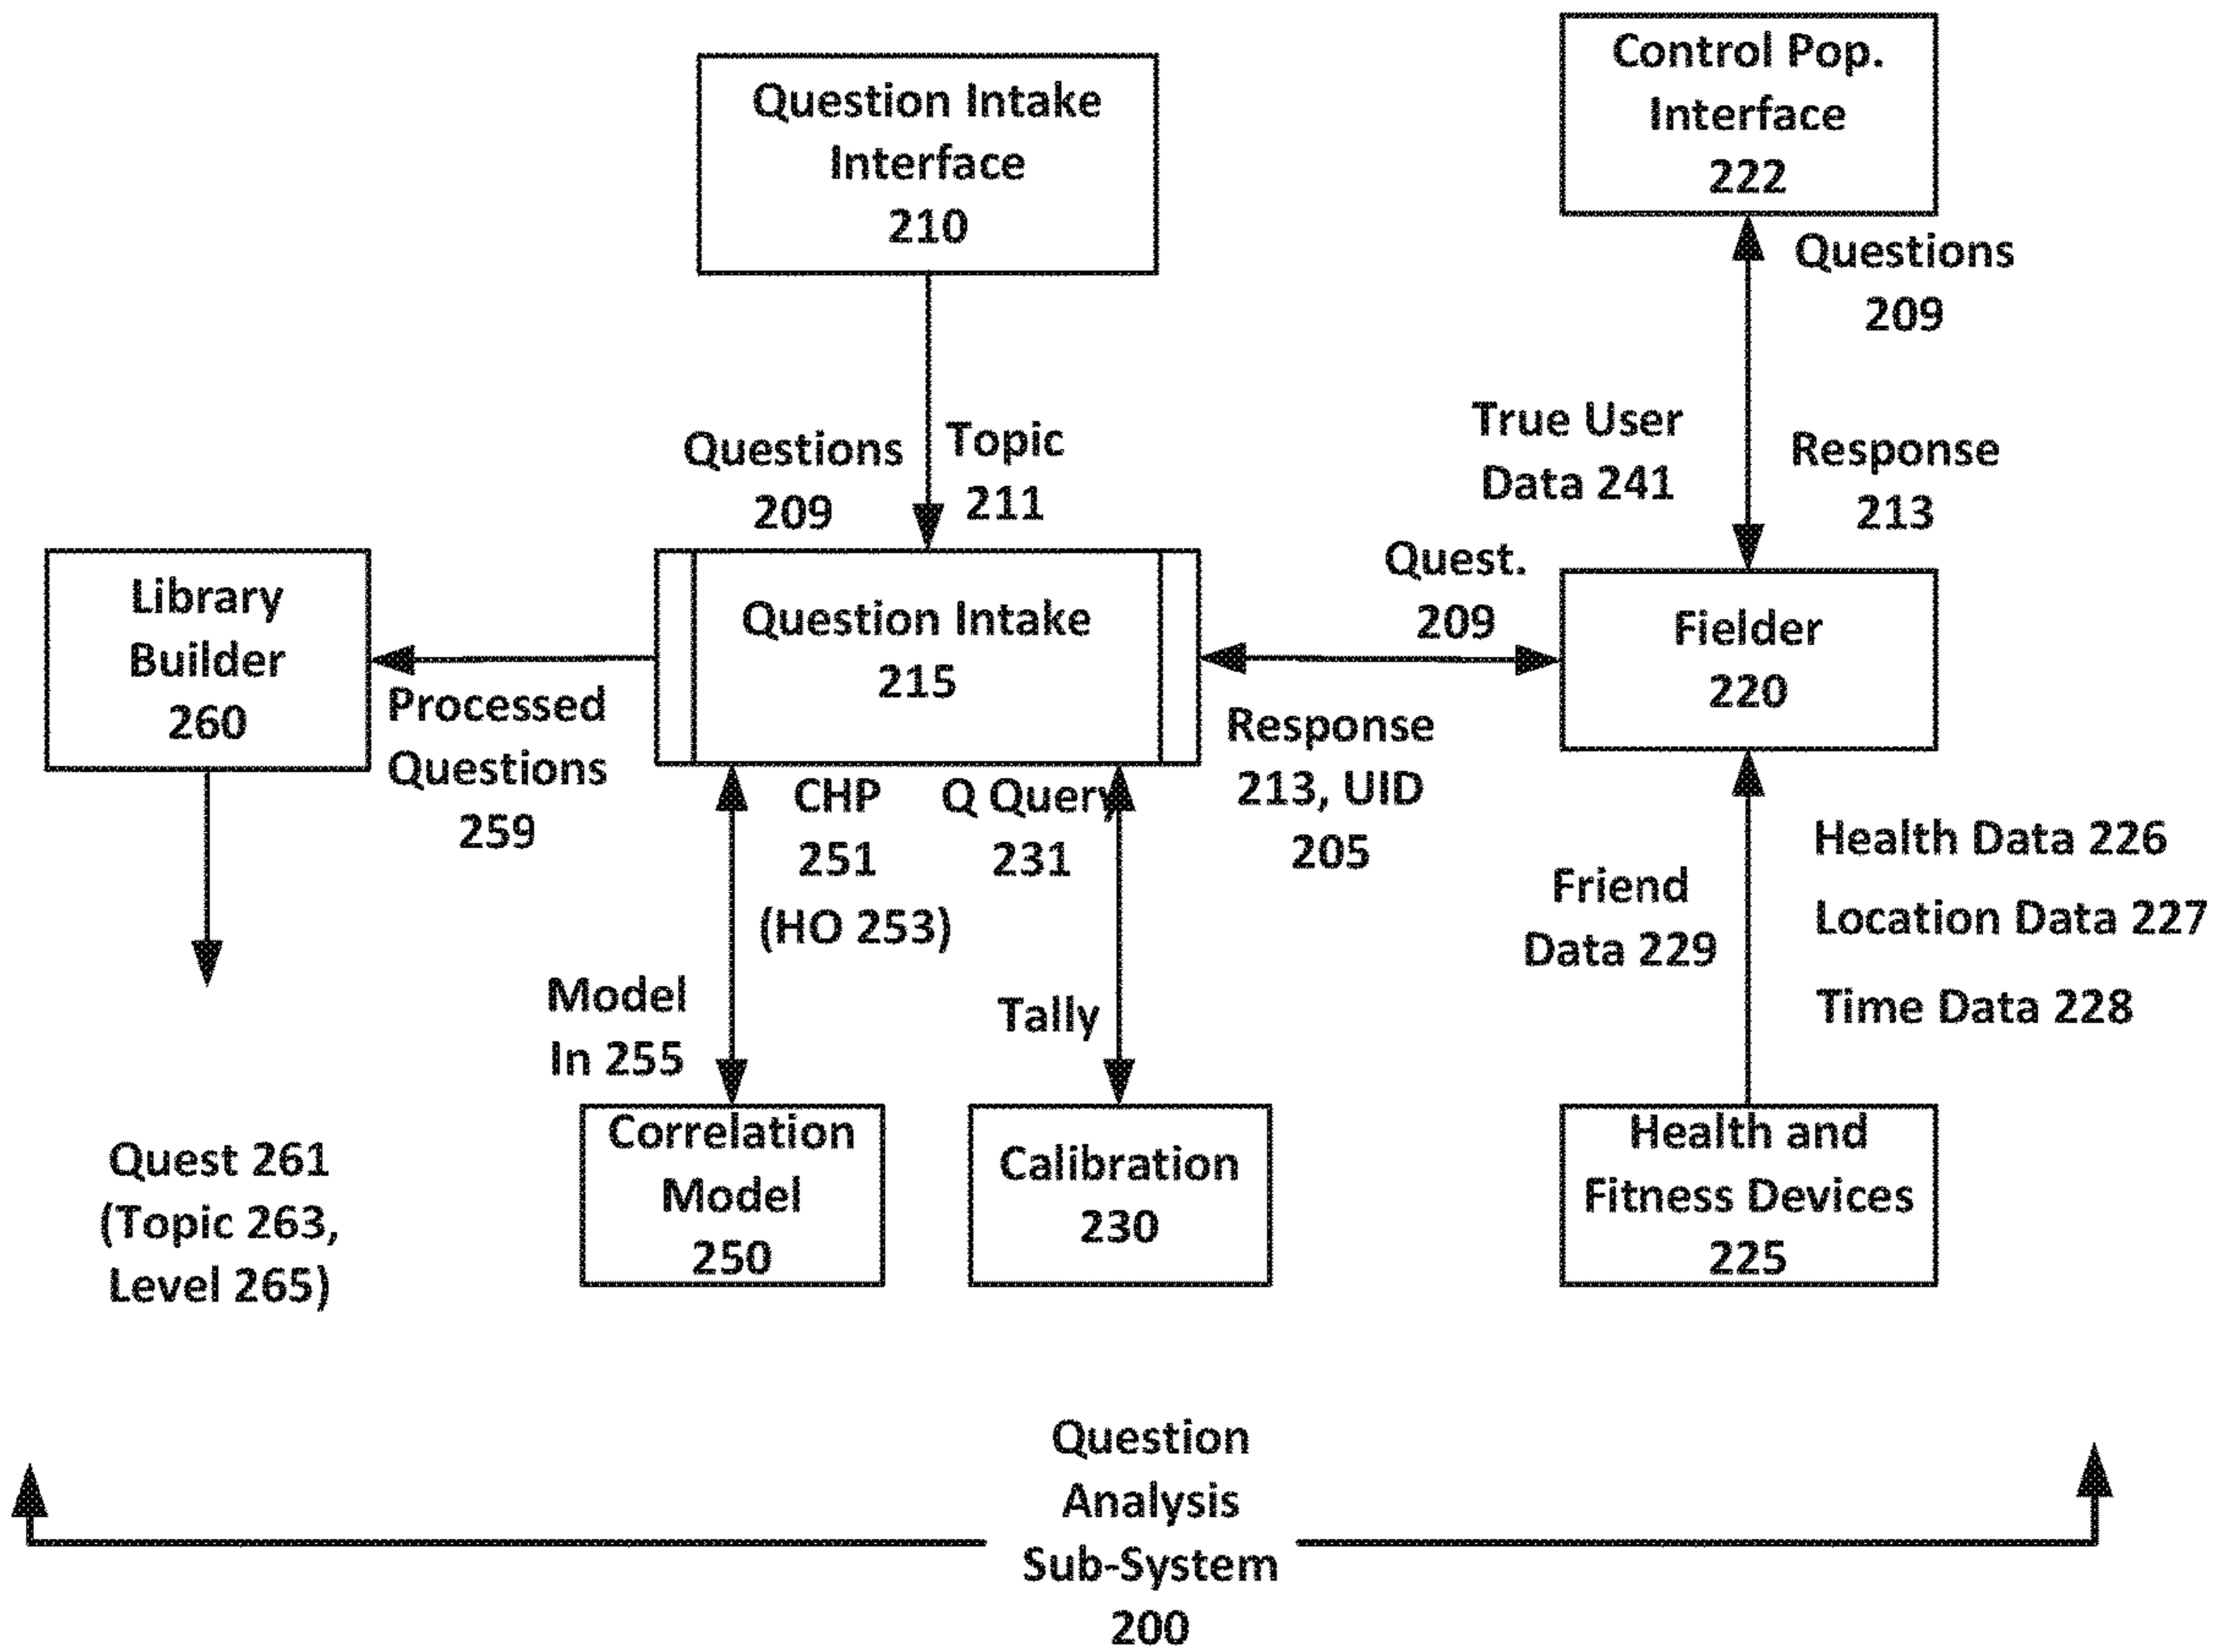 Question Intake
Interface
210
Control Pop.
Interface
222
Questions
209
True User
Data 241
Response
213
Questions
209
Topic
211
Library
Builder
260
Processed
Questions
259
Question Intake
215
Quest.
209
Response
213, UID
205
Fielder
220
CHP
251
(HO 253)
Q Query
231
Model
In 255
Tally
Friend
Data 229
Health Data 226
Location Data 227
Time Data 228
Quest 261
(Topic 263,
Level 265)
Correlation
Model
250
Calibration
230
Health and
Fitness Devices
225
Question
Analysis
Sub-System
200